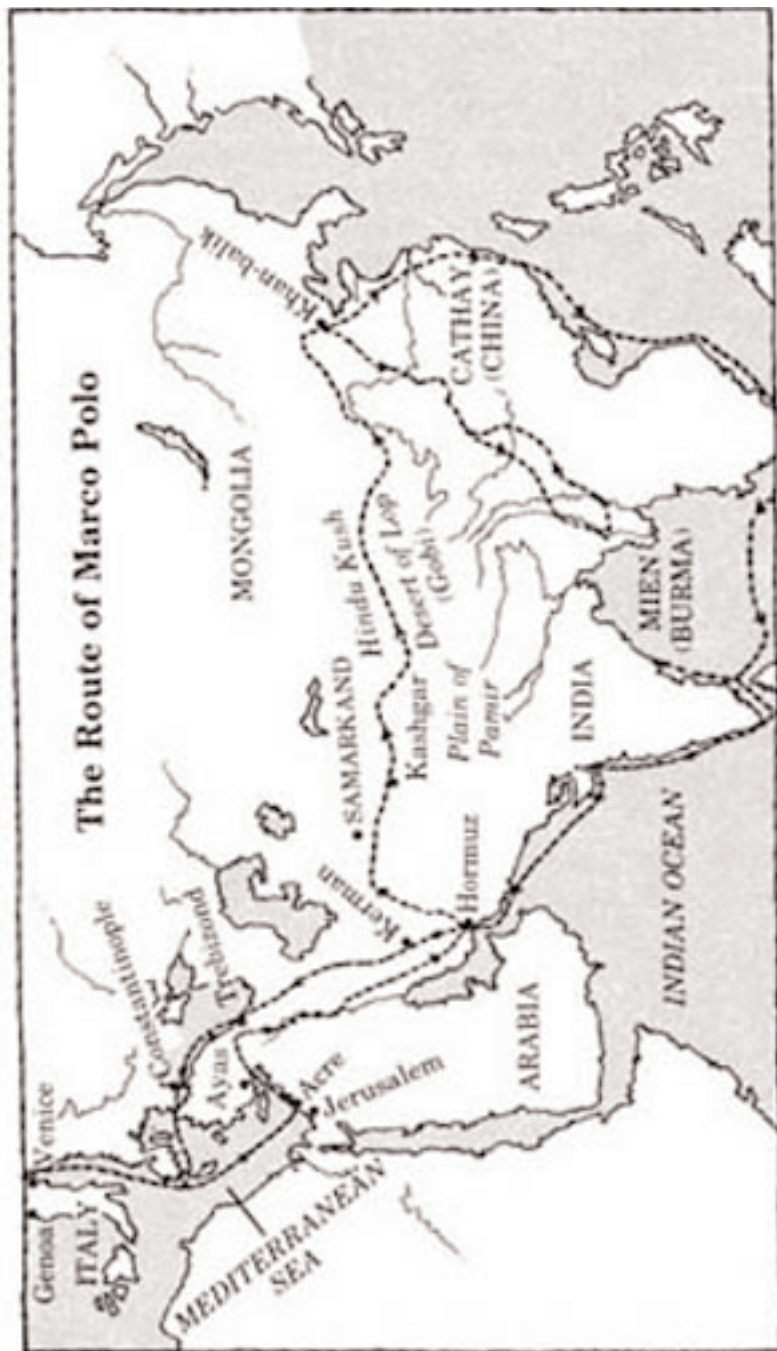 The Route of Marco Polo
Genoa
Venice
ITALY
Constantinople
Trebizond
Ayas
Acre
Jerusalem
MEDITERRANEAN
SEA
Kerman
Hormuz
ARABIA
INDIAN OCEAN
SAMARKAND
Kashgar
Hindu Kush
Plain of
Pamir
INDIA
MONGOLIA
Desert of Lop
(Gobi)
MIEN
(BURMA)
Khan-balik
CATHAY
(CHINA)